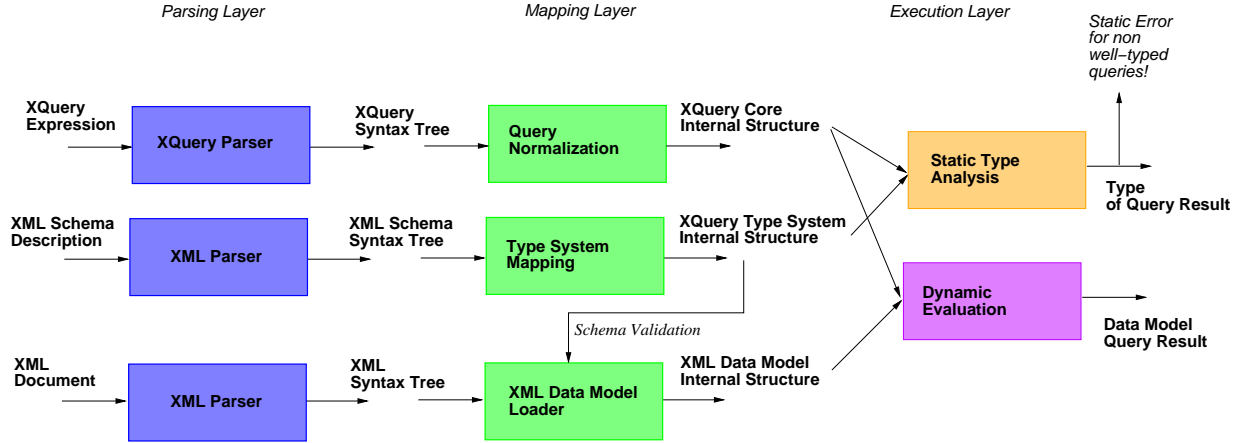 Parsing Layer
Mapping Layer
Execution Layer
Static Error
for non
well−typed
queries!
XQuery
Expression
XQuery Parser
XQuery
Syntax Tree
Query
Normalization
XQuery Core
Internal Structure
Static Type
Analysis
Type
of Query Result
XML Schema
Description
XML Parser
XML Schema
Syntax Tree
Type System
Mapping
XQuery Type System
Internal Structure
Dynamic
Evaluation
Data Model
Query Result
Schema Validation
XML
Document
XML Parser
XML
Syntax Tree
XML Data Model
Loader
XML Data Model
Internal Structure